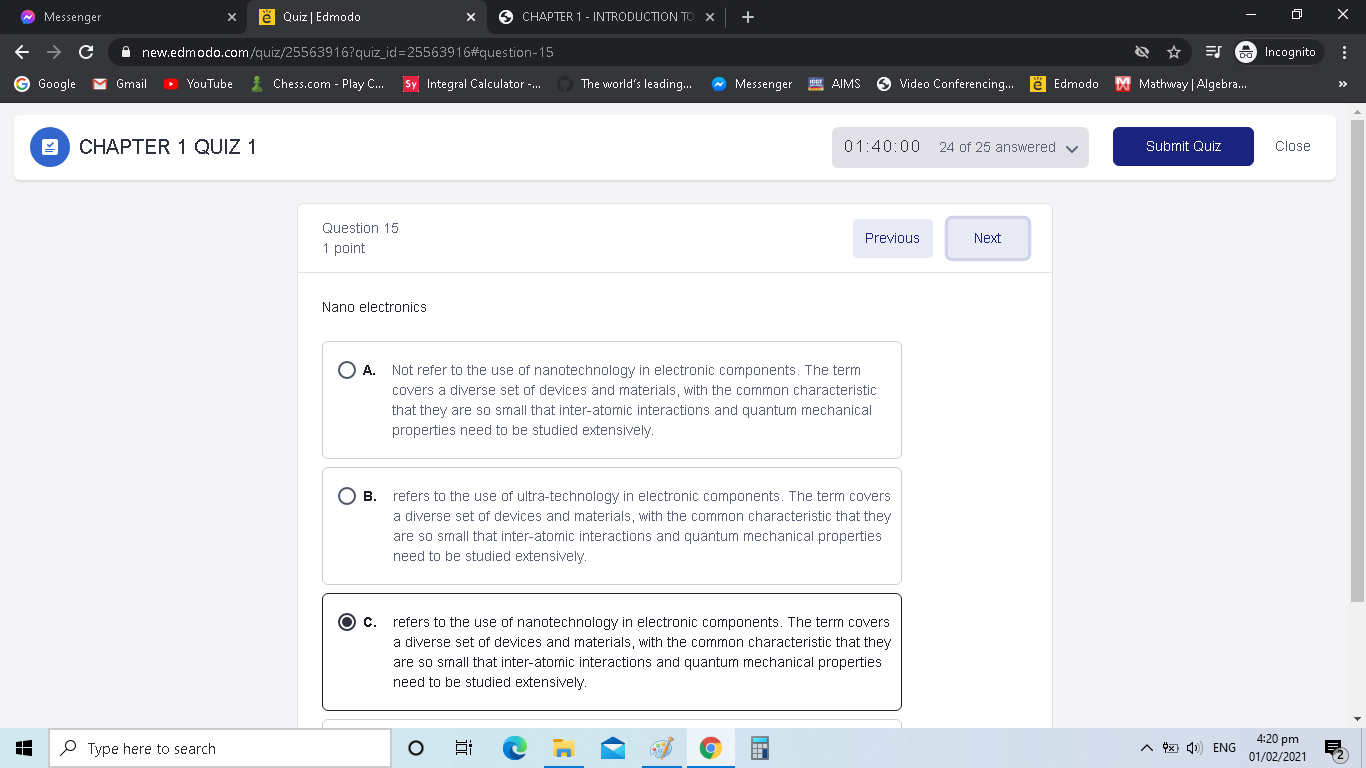 Messenger
Quiz | Edmodo
CHAPTER 1 - INTRODUCTION TO
new.edmodo.com/quiz/25563916?quiz_id=25563916#question-15
Incognito
Google
Gmail
YouTube
Chess.com - Play C...
Sy
Integral Calculator -...
The world's leading...
Messenger
AIMS
Video Conferencing...
Edmodo
Mathway | Algebra...
CHAPTER 1 QUIZ 1
01:40:00 24 of 25 answered
Submit Quiz
Close
Question 15
1 point
Previous
Next
Nano electronics
A. Not refer to the use of nanotechnology in electronic components. The term
covers a diverse set of devices and materials, with the common characteristic
that they are so small that inter-atomic interactions and quantum mechanical
properties need to be studied extensively.
B. refers to the use of ultra-technology in electronic components. The term covers
a diverse set of devices and materials, with the common characteristic that they
are so small that inter-atomic interactions and quantum mechanical properties
need to be studied extensively.
C. refers to the use of nanotechnology in electronic components. The term covers
a diverse set of devices and materials, with the common characteristic that they
are so small that inter-atomic interactions and quantum mechanical properties
need to be studied extensively.
Type here to search
ENG
4:20 pm
01/02/2021
2